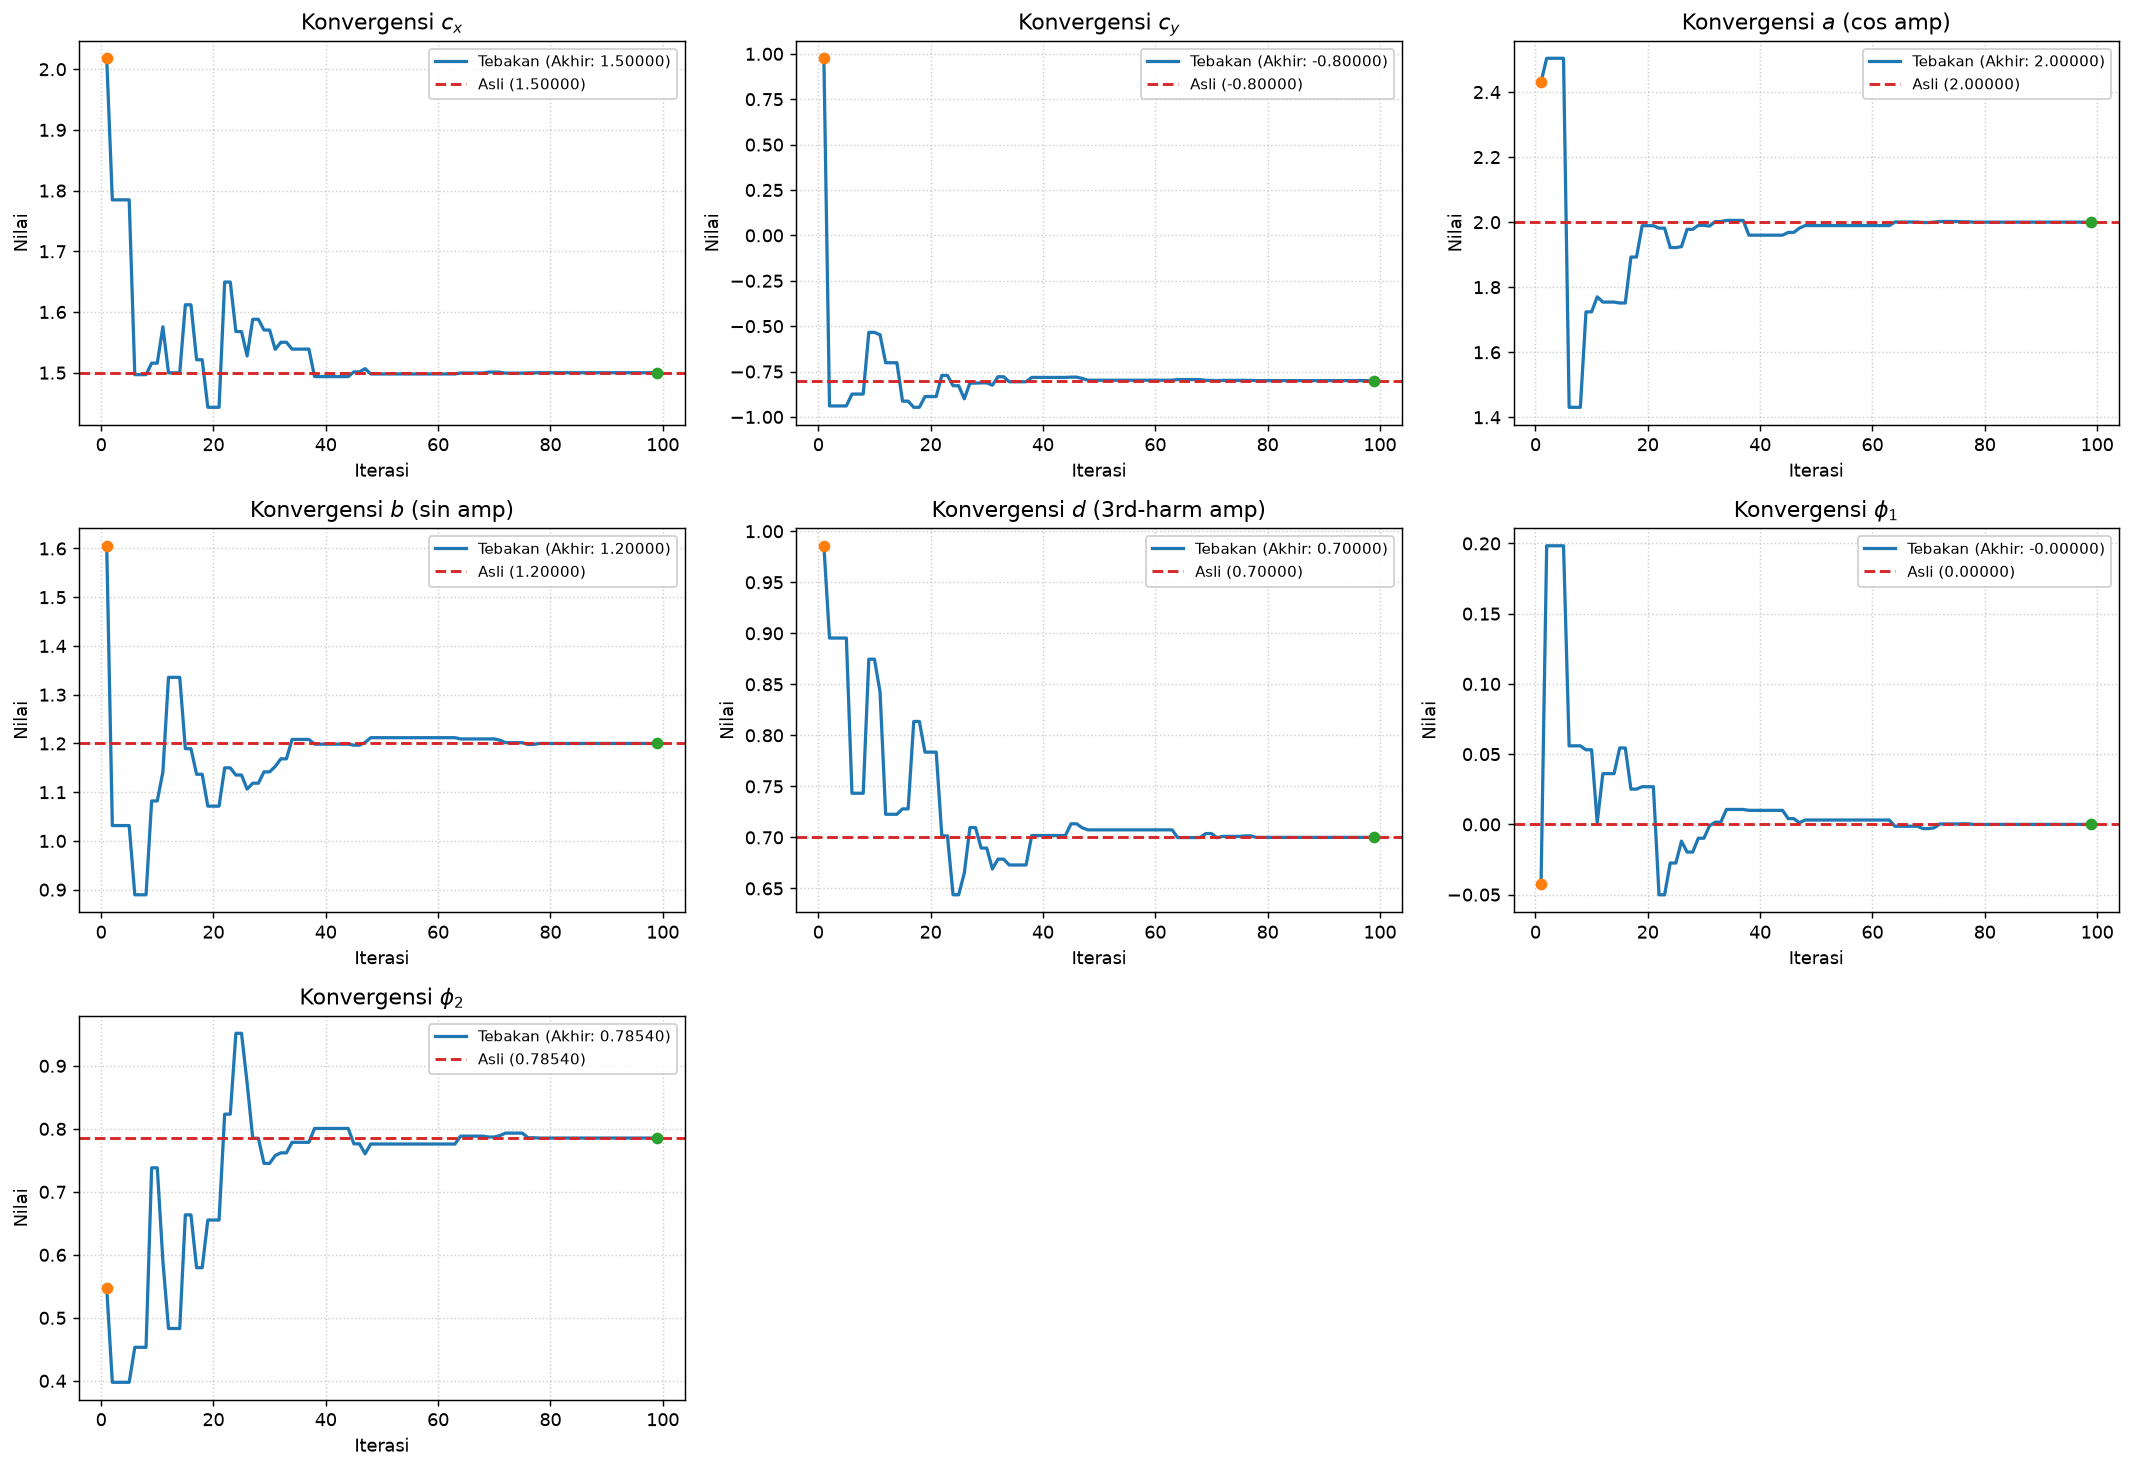 Konvergensi c_x
Tebakan (Akhir: 1.50000)
Asli (1.50000)
2.0
1.9
1.8
1.7
1.6
1.5
Nilai
0 20 40 60 80 100
Iterasi
Konvergensi c_y
Tebakan (Akhir: -0.80000)
Asli (-0.80000)
1.00
0.75
0.50
0.25
0.00
−0.25
−0.50
−0.75
−1.00
Nilai
0 20 40 60 80 100
Iterasi
Konvergensi a (cos amp)
Tebakan (Akhir: 2.00000)
Asli (2.00000)
2.4
2.2
2.0
1.8
1.6
1.4
Nilai
0 20 40 60 80 100
Iterasi
Konvergensi b (sin amp)
Tebakan (Akhir: 1.20000)
Asli (1.20000)
1.6
1.5
1.4
1.3
1.2
1.1
1.0
0.9
Nilai
0 20 40 60 80 100
Iterasi
Konvergensi d (3rd-harm amp)
Tebakan (Akhir: 0.70000)
Asli (0.70000)
1.00
0.95
0.90
0.85
0.80
0.75
0.70
0.65
Nilai
0 20 40 60 80 100
Iterasi
Konvergensi ϕ₁
Tebakan (Akhir: -0.00000)
Asli (0.00000)
0.20
0.15
0.10
0.05
0.00
−0.05
Nilai
0 20 40 60 80 100
Iterasi
Konvergensi ϕ₂
Tebakan (Akhir: 0.78540)
Asli (0.78540)
0.9
0.8
0.7
0.6
0.5
0.4
Nilai
0 20 40 60 80 100
Iterasi